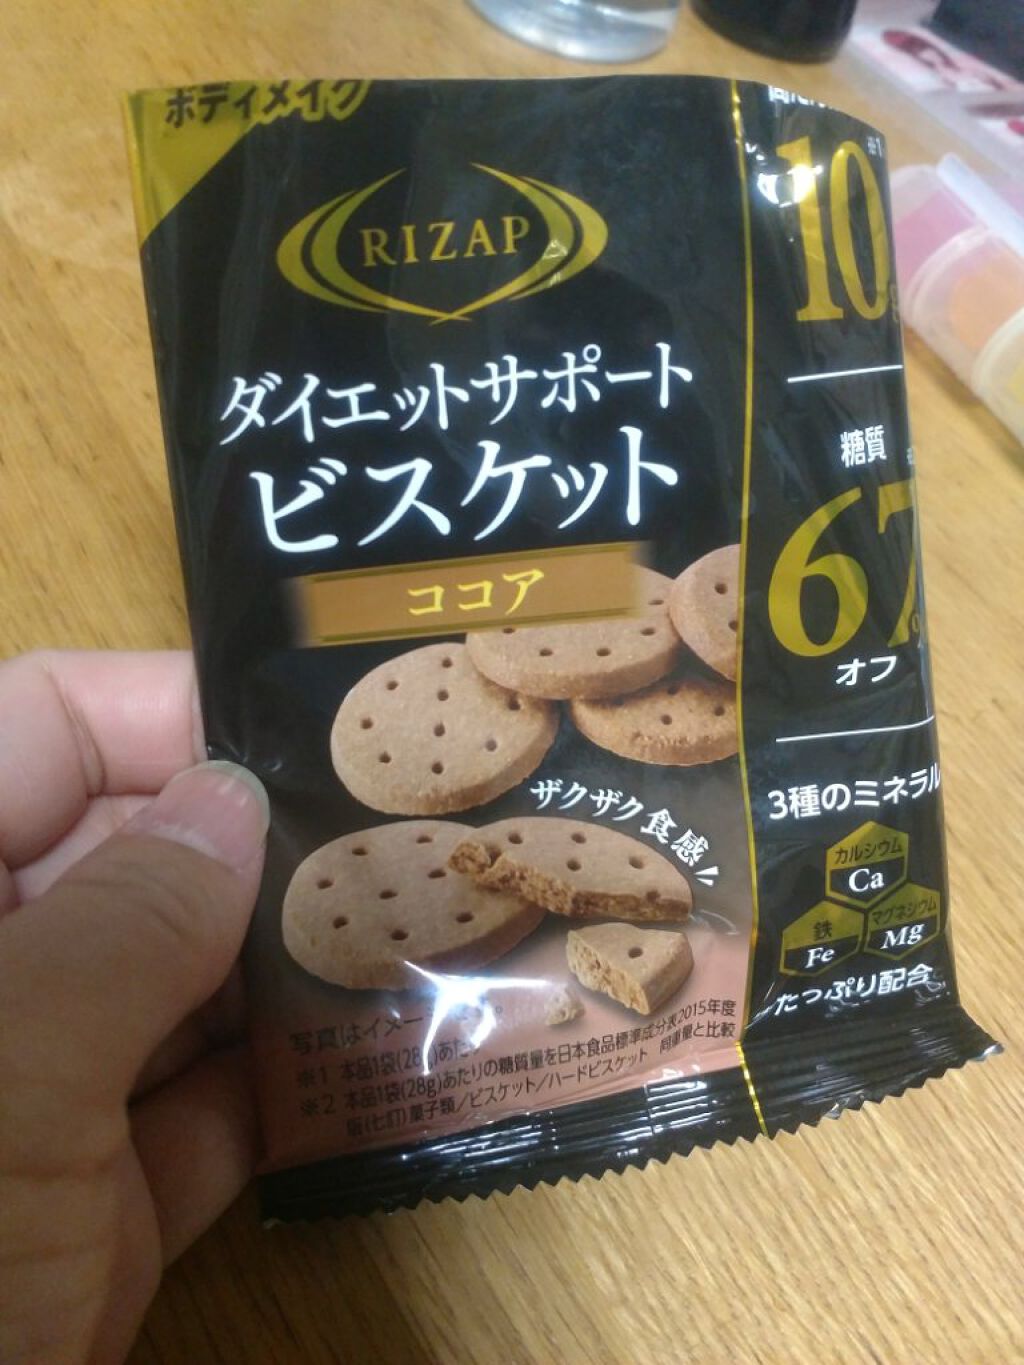 ボディメイク
RIZAP
ダイエットサポート
ビスケット
ココア
ザクザク食感!!
写真はイメージです。
※1 本品1袋(28g)あた
※2 本品1袋(28g)あたりの糖質量を日本食品標準成分表2015年度
版(七訂)菓子類/ビスケット/ハードビスケット 同重量と比較
※1
10g
糖質
67
オフ
3種のミネラル
カルシウム
Ca
鉄
Fe
マグネシウム
Mg
たっぷり配合